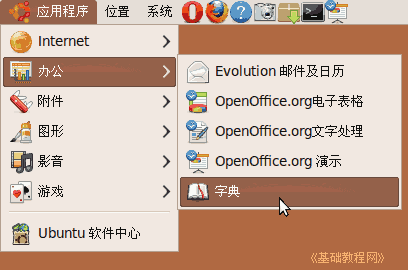 应用程序 位置 系统
Internet
办公
附件
图形
影音
游戏
Ubuntu 软件中心
Evolution 邮件及日历
OpenOffice.org电子表格
OpenOffice.org文字处理
OpenOffice.org 演示
字典
《基础教程网》